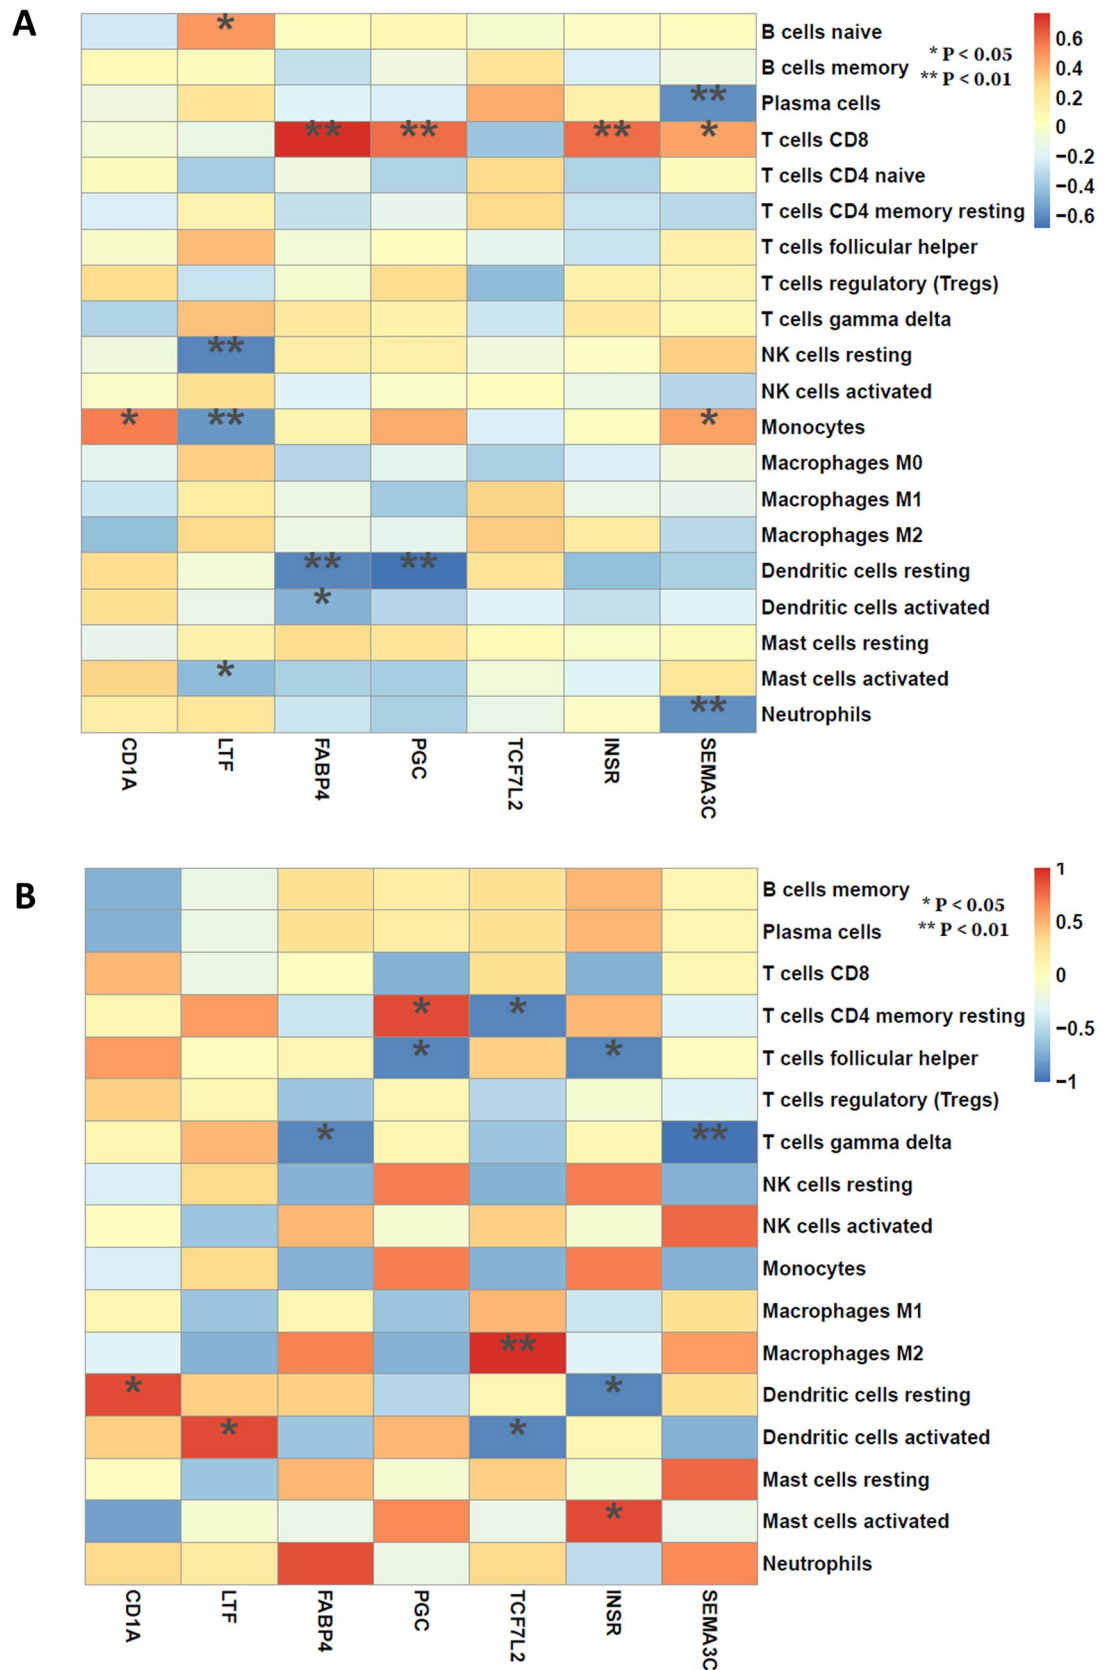 A
*
B cells naive
0.6
* P < 0.05
B cells memory
0.4
** P < 0.01
**
Plasma cells
0.2
** ** ** *
T cells CD8
0
T cells CD4 naive
−0.2
−0.4
T cells CD4 memory resting
−0.6
T cells follicular helper
T cells regulatory (Tregs)
T cells gamma delta
**
NK cells resting
NK cells activated
* ** *
Monocytes
Macrophages M0
Macrophages M1
Macrophages M2
** **
Dendritic cells resting
*
Dendritic cells activated
Mast cells resting
*
Mast cells activated
**
Neutrophils
CD1A
LTF
FABP4
PGC
TCF7L2
INSR
SEMA3C
B
1
B cells memory
* P < 0.05
0.5
Plasma cells
** P < 0.01
T cells CD8
0
* *
T cells CD4 memory resting
−0.5
* *
T cells follicular helper
−1
T cells regulatory (Tregs)
* **
T cells gamma delta
NK cells resting
NK cells activated
Monocytes
Macrophages M1
**
Macrophages M2
* *
Dendritic cells resting
* *
Dendritic cells activated
Mast cells resting
*
Mast cells activated
Neutrophils
CD1A
LTF
FABP4
PGC
TCF7L2
INSR
SEMA3C